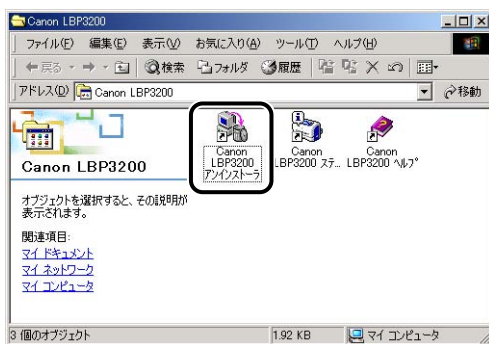 Canon LBP3200
ファイル(F) 編集(E) 表示(V) お気に入り(A) ツール(T) ヘルプ(H)
戻る 検索 フォルダ 履歴
アドレス(D) Canon LBP3200 移動
Canon LBP3200
オブジェクトを選択すると、その説明が
表示されます。
関連項目:
マイ ドキュメント
マイ ネットワーク
マイ コンピュータ
Canon
LBP3200
アンインストーラ
Canon
LBP3200 ステ...
Canon
LBP3200 ヘルプ
3 個のオブジェクト 1.92 KB マイ コンピュータ